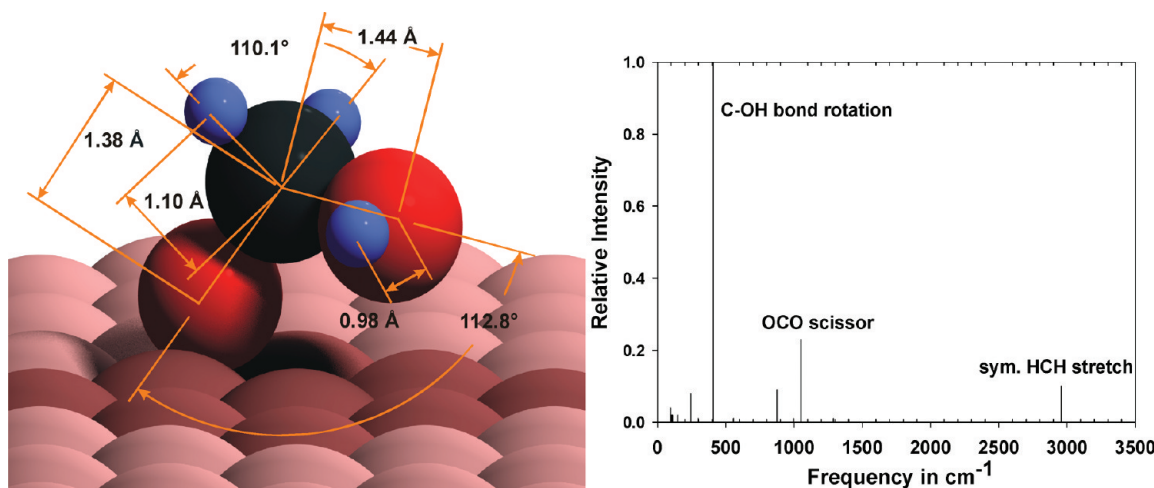 1.44 Å
110.1°
1.38 Å
1.10 Å
0.98 Å
112.8°
Relative Intensity
1.0
0.8
0.6
0.4
0.2
0.0
C-OH bond rotation
OCO scissor
sym. HCH stretch
0 500 1000 1500 2000 2500 3000 3500
Frequency in cm⁻¹